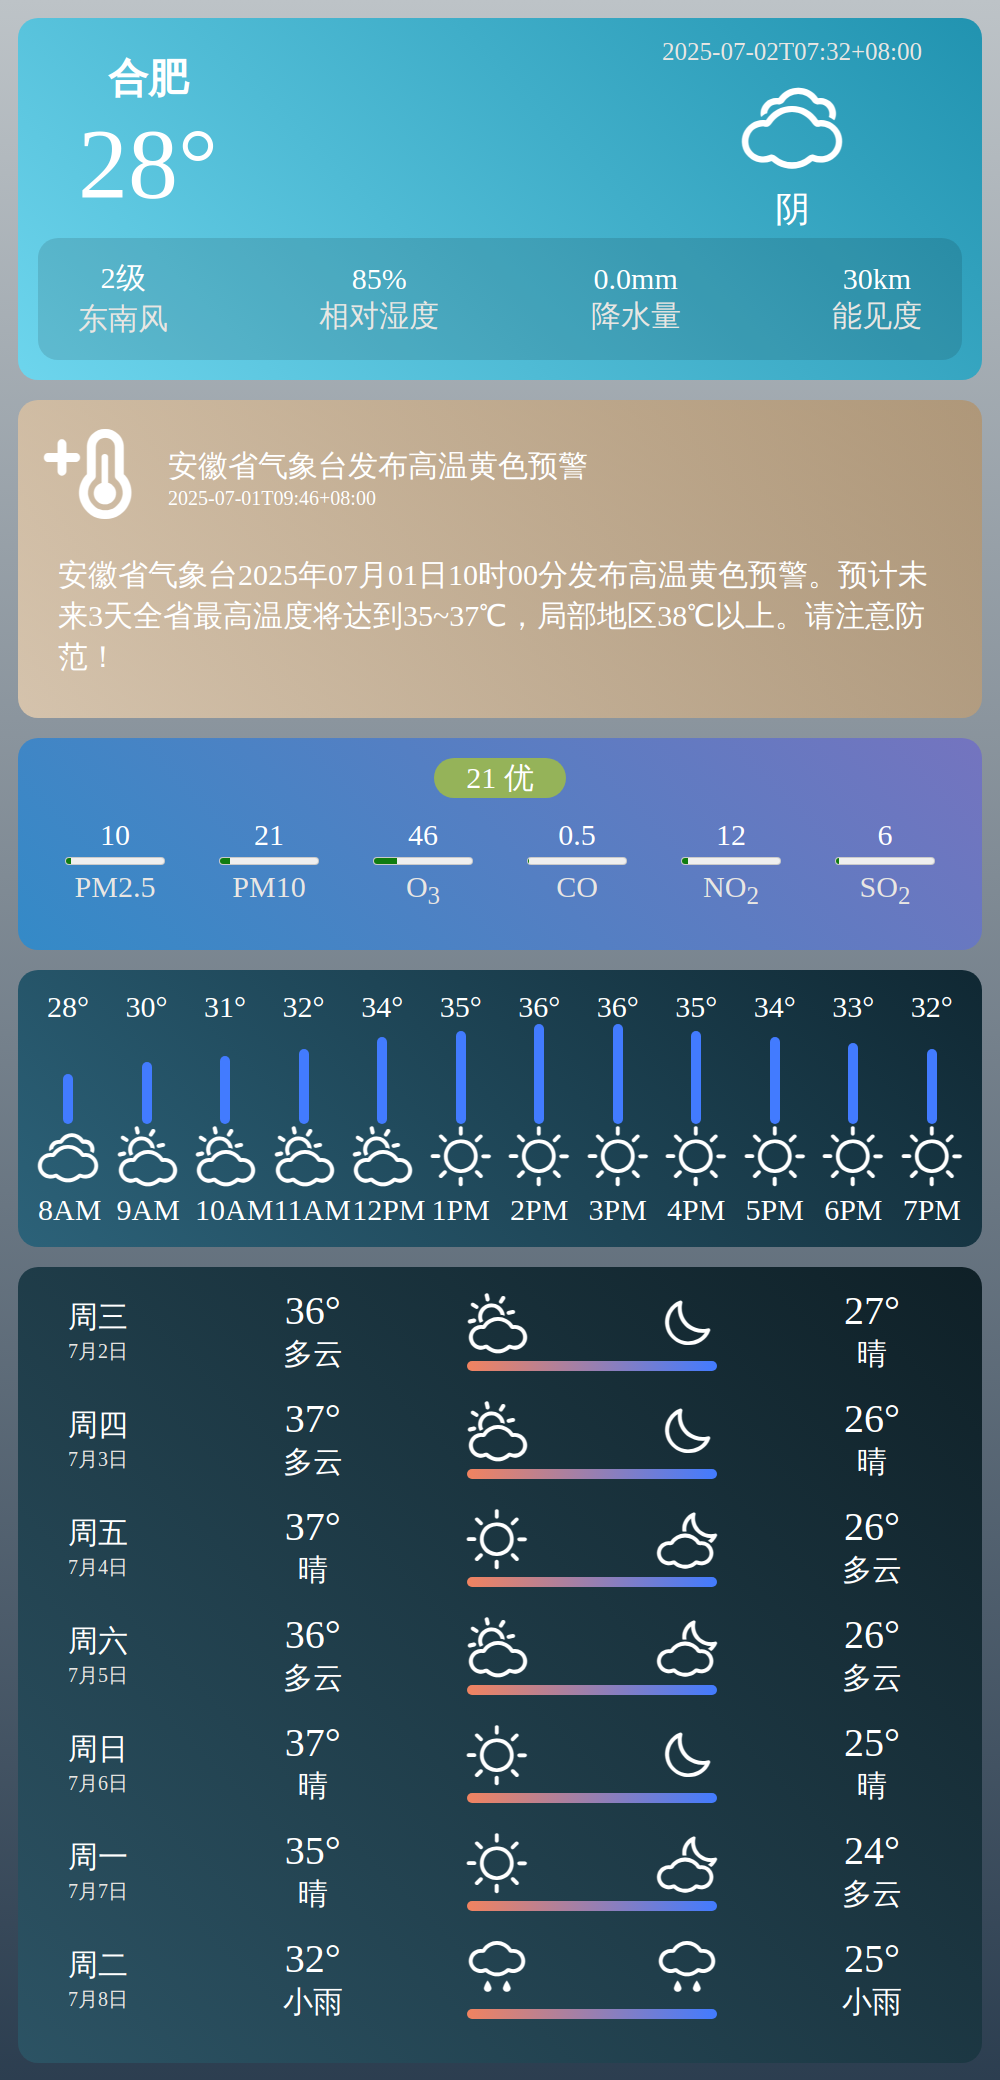 合肥
28°
2025-07-02T07:32+08:00
阴
2级 85% 0.0mm 30km
东南风 相对湿度 降水量 能见度
安徽省气象台发布高温黄色预警
2025-07-01T09:46+08:00
安徽省气象台2025年07月01日10时00分发布高温黄色预警。预计未
来3天全省最高温度将达到35~37℃，局部地区38℃以上。请注意防
范！
21 优
10 21 46 0.5 12 6
PM2.5 PM10 O3 CO NO2 SO2
28° 30° 31° 32° 34° 35° 36° 36° 35° 34° 33° 32°
8AM 9AM 10AM 11AM 12PM 1PM 2PM 3PM 4PM 5PM 6PM 7PM
周三 36° 27°
7月2日 多云 晴
周四 37° 26°
7月3日 多云 晴
周五 37° 26°
7月4日 晴 多云
周六 36° 26°
7月5日 多云 多云
周日 37° 25°
7月6日 晴 晴
周一 35° 24°
7月7日 晴 多云
周二 32° 25°
7月8日 小雨 小雨